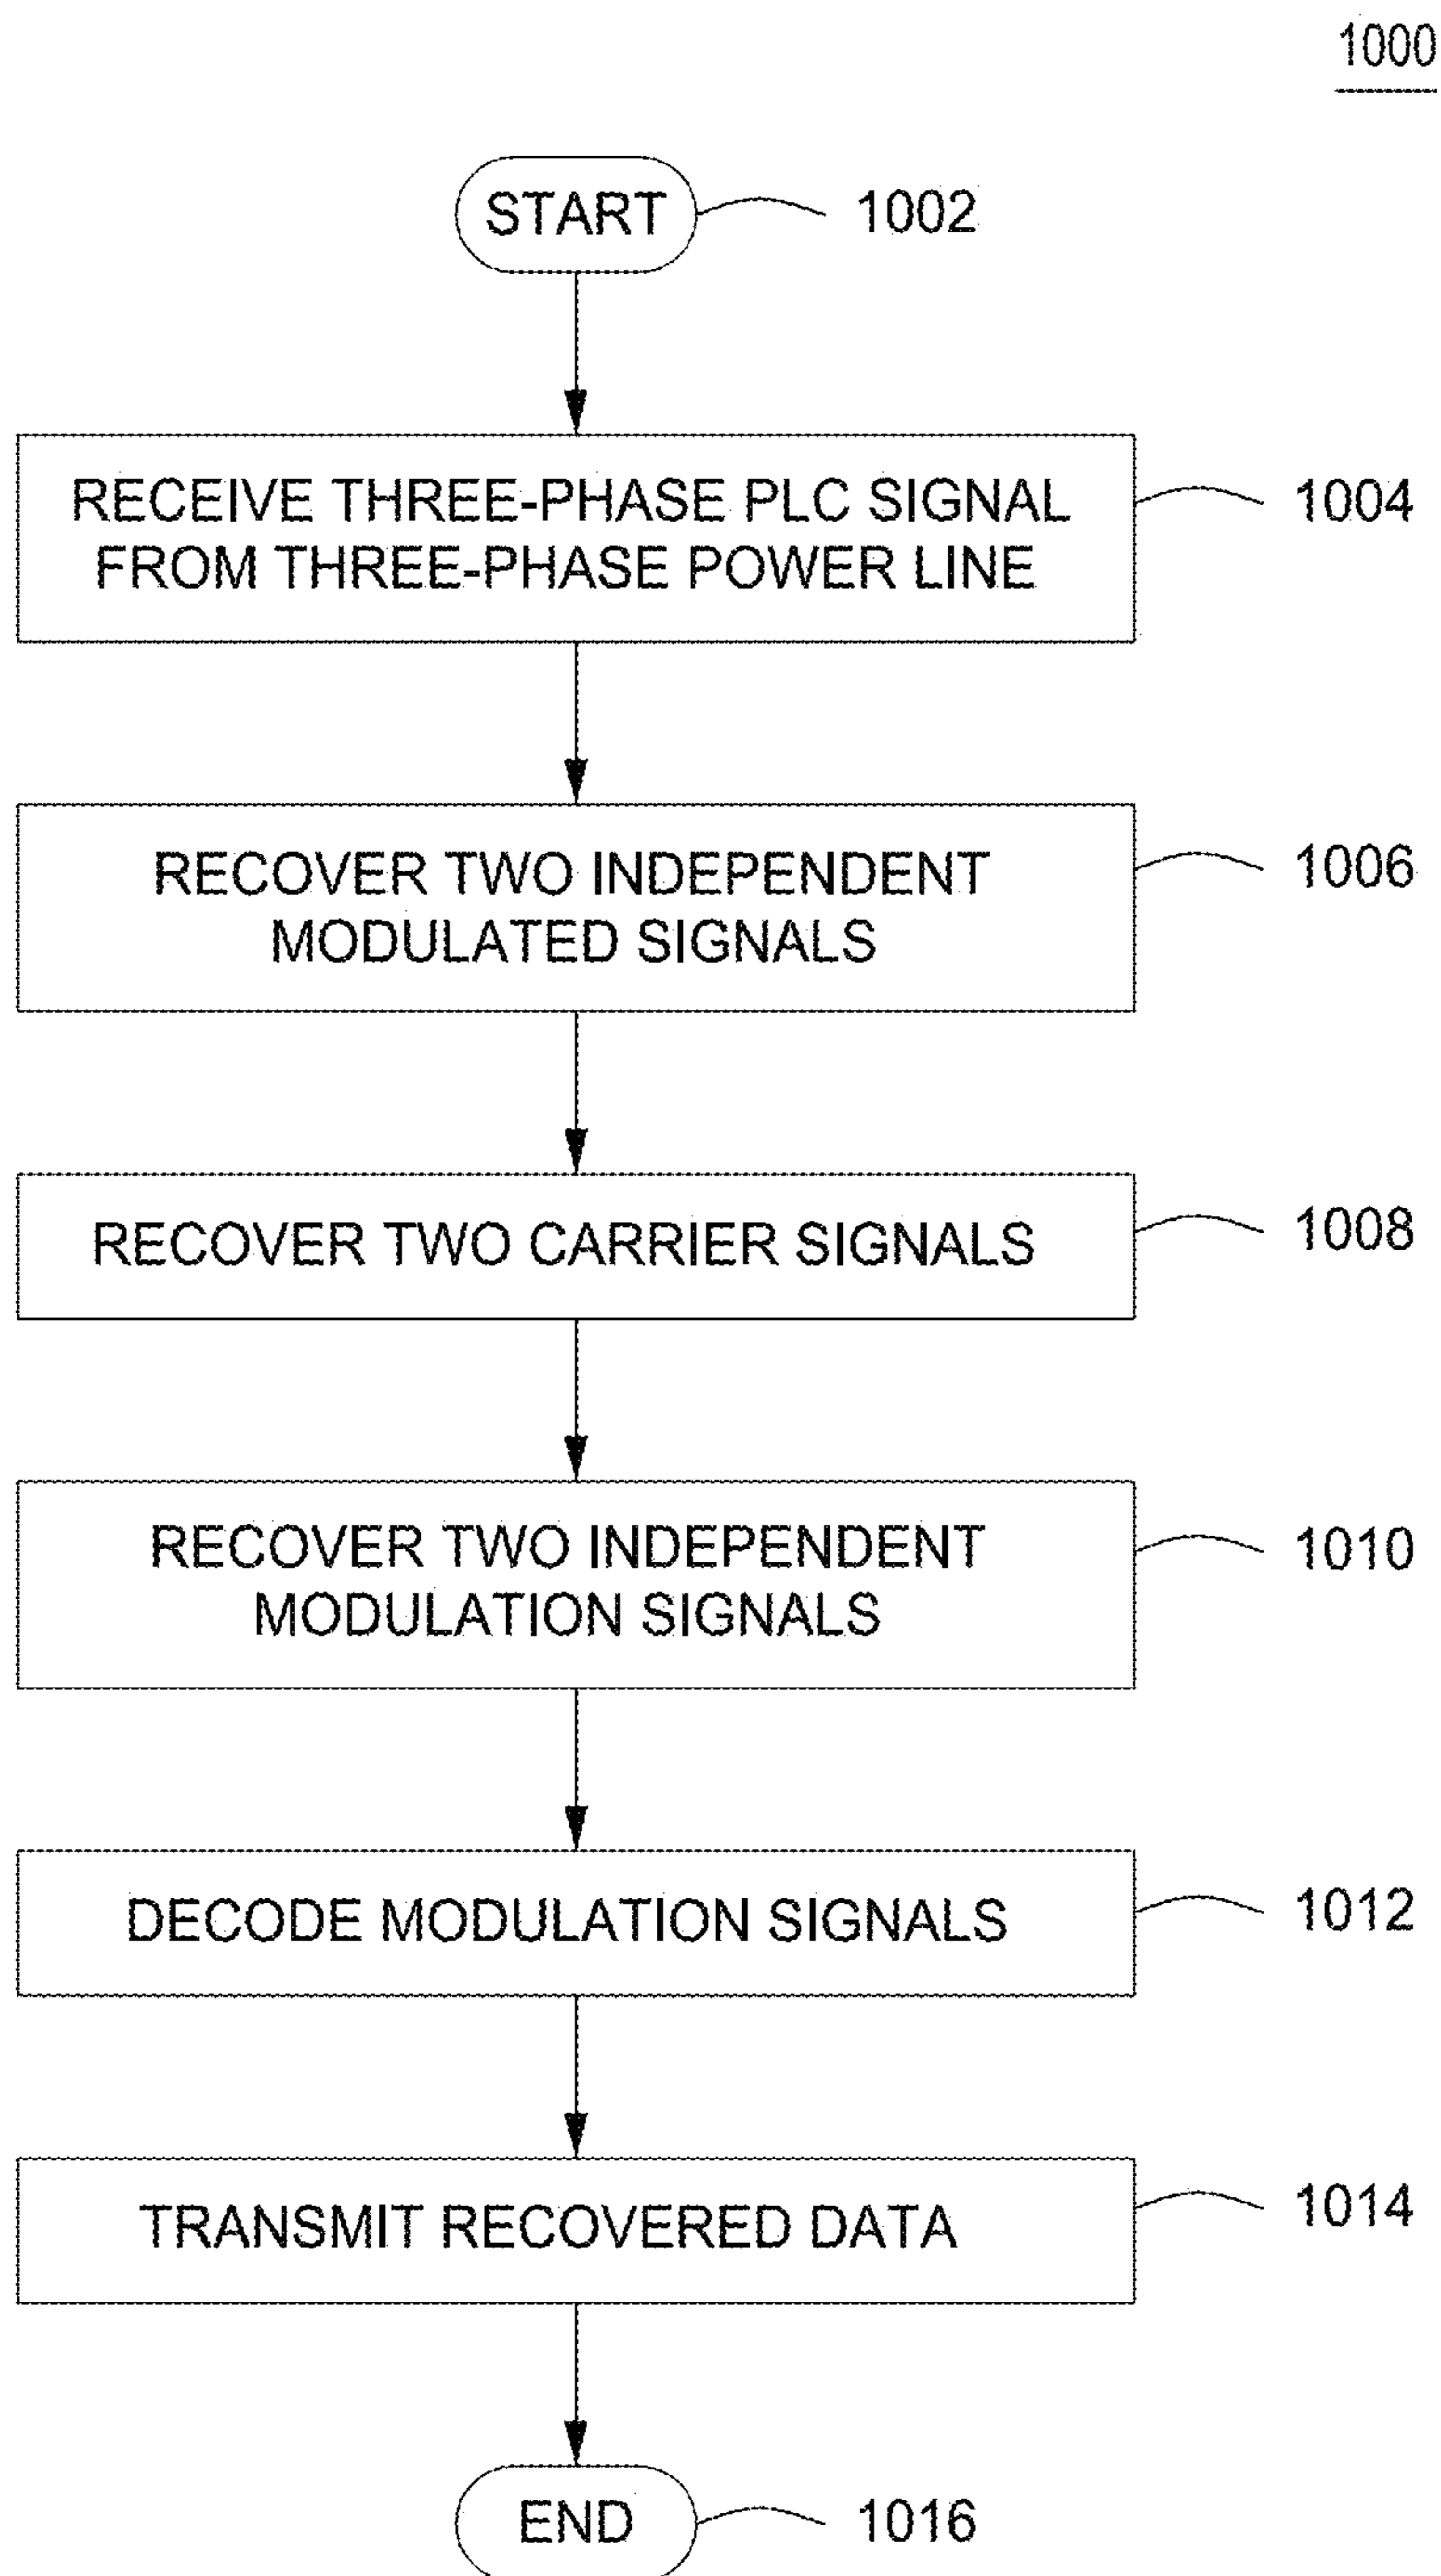 1000
START
1002
RECEIVE THREE-PHASE PLC SIGNAL
FROM THREE-PHASE POWER LINE
1004
RECOVER TWO INDEPENDENT
MODULATED SIGNALS
1006
RECOVER TWO CARRIER SIGNALS
1008
RECOVER TWO INDEPENDENT
MODULATION SIGNALS
1010
DECODE MODULATION SIGNALS
1012
TRANSMIT RECOVERED DATA
1014
END
1016